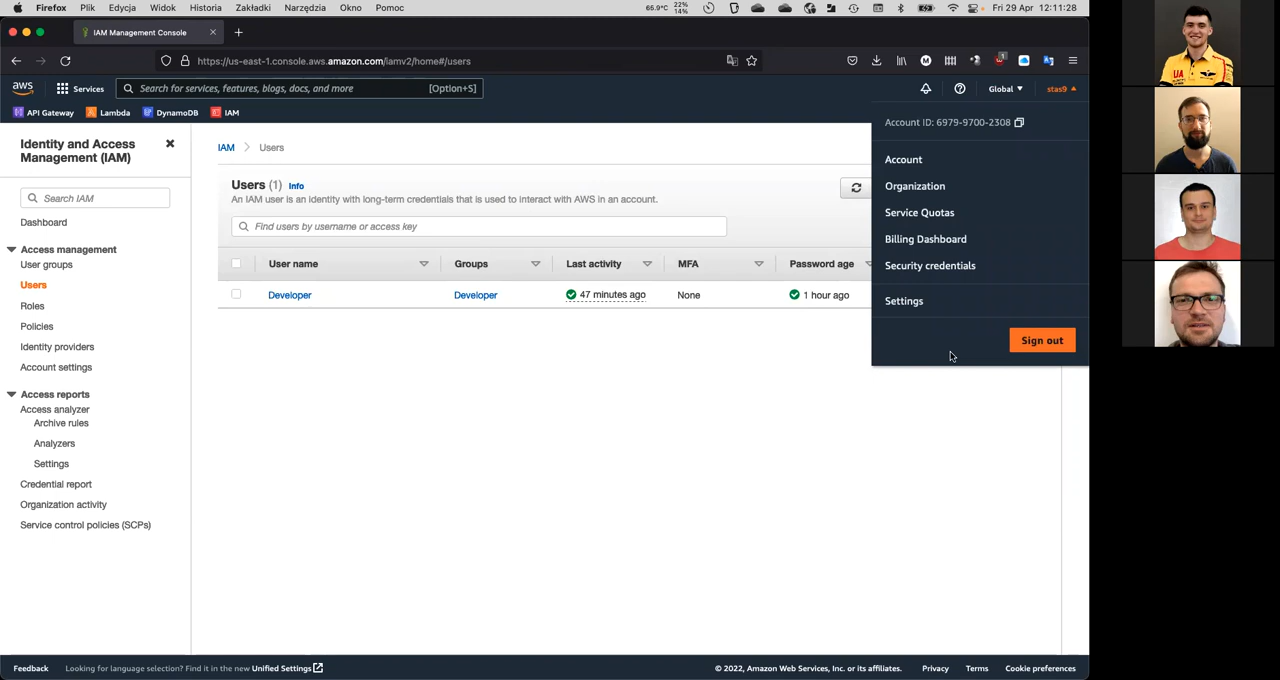 Firefox Plik Edycja Widok Historia Zakładki Narzędzia Okno Pomoc 65.9°C 22% 14% Fri 29 Apr 12:11:28
IAM Management Console
https://us-east-1.console.aws.amazon.com/iamv2/home#/users
aws Services Search for services, features, blogs, docs, and more [Option+S] Global stas9
API Gateway Lambda DynamoDB IAM
Account ID: 6979-9700-2308
Account
Organization
Service Quotas
Billing Dashboard
Security credentials
Settings
Sign out
Identity and Access
Management (IAM)
Search IAM
Dashboard
Access management
User groups
Users
Roles
Policies
Identity providers
Account settings
Access reports
Access analyzer
Archive rules
Analyzers
Settings
Credential report
Organization activity
Service control policies (SCPs)
IAM Users
Users (1) Info
An IAM user is an identity with long-term credentials that is used to interact with AWS in an account.
Find users by username or access key
User name Groups Last activity MFA Password age
Developer Developer 47 minutes ago None 1 hour ago
Feedback Looking for language selection? Find it in the new Unified Settings © 2022, Amazon Web Services, Inc. or its affiliates. Privacy Terms Cookie preferences
UA